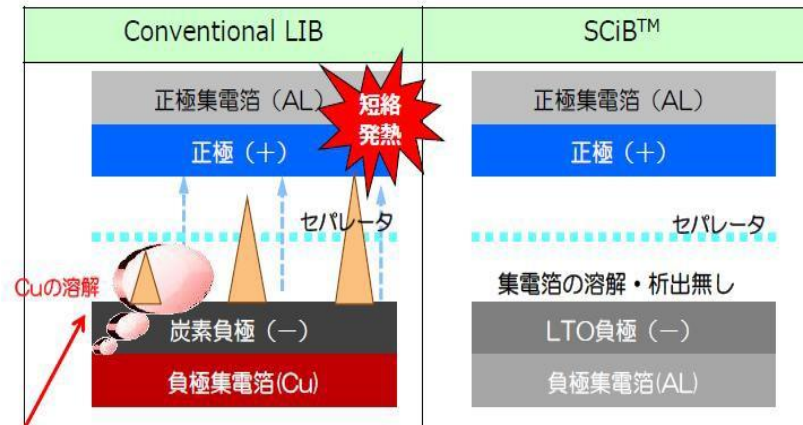 Conventional LIB
SCiB™
正極集電箔（AL）
短絡
発熱
正極（+）
セパレータ
Cuの溶解
炭素負極（−）
負極集電箔(Cu)
正極集電箔（AL）
正極（+）
セパレータ
集電箔の溶解・析出無し
LTO負極（−）
負極集電箔(AL)